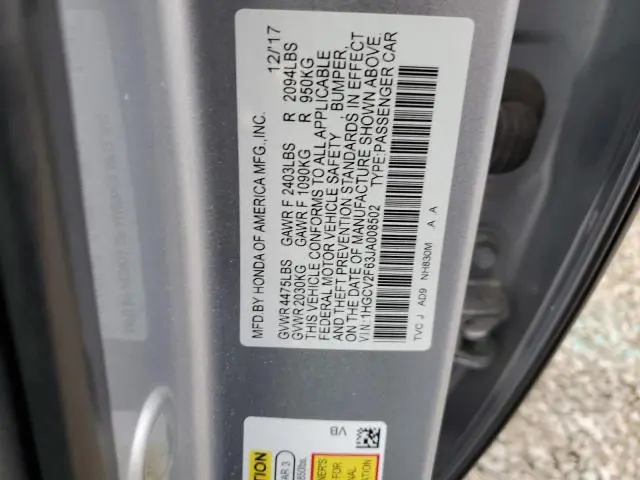 MFD.BY HONDA OF AMERICA MFG.,INC. 12/'17
GVWR 4475LBS GAWR F 2403LBS R 2094LBS
GVWR 2030KG GAWR F 1090KG R 950KG
THIS VEHICLE CONFORMS TO ALL APPLICABLE
FEDERAL MOTOR VEHICLE SAFETY , BUMPER,
AND THEFT PREVENTION STANDARDS IN EFFECT
ON THE DATE OF MANUFACTURE SHOWN ABOVE.
V.I.N.:1HGCV2F63JA008502 TYPE:PASSENGER CAR
TVC J AD9 NH830M A A
VB